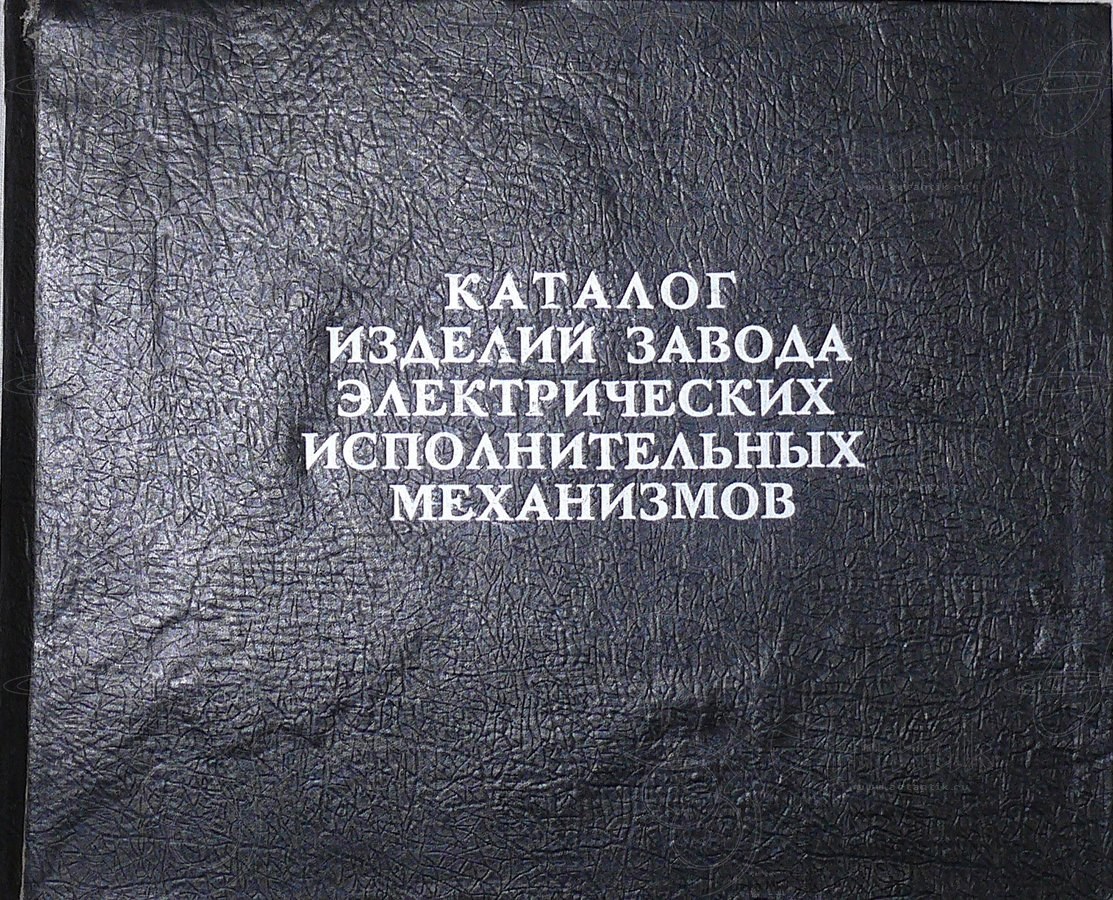 КАТАЛОГ
ИЗДЕЛИЙ ЗАВОДА
ЭЛЕКТРИЧЕСКИХ
ИСПОЛНИТЕЛЬНЫХ
МЕХАНИЗМОВ